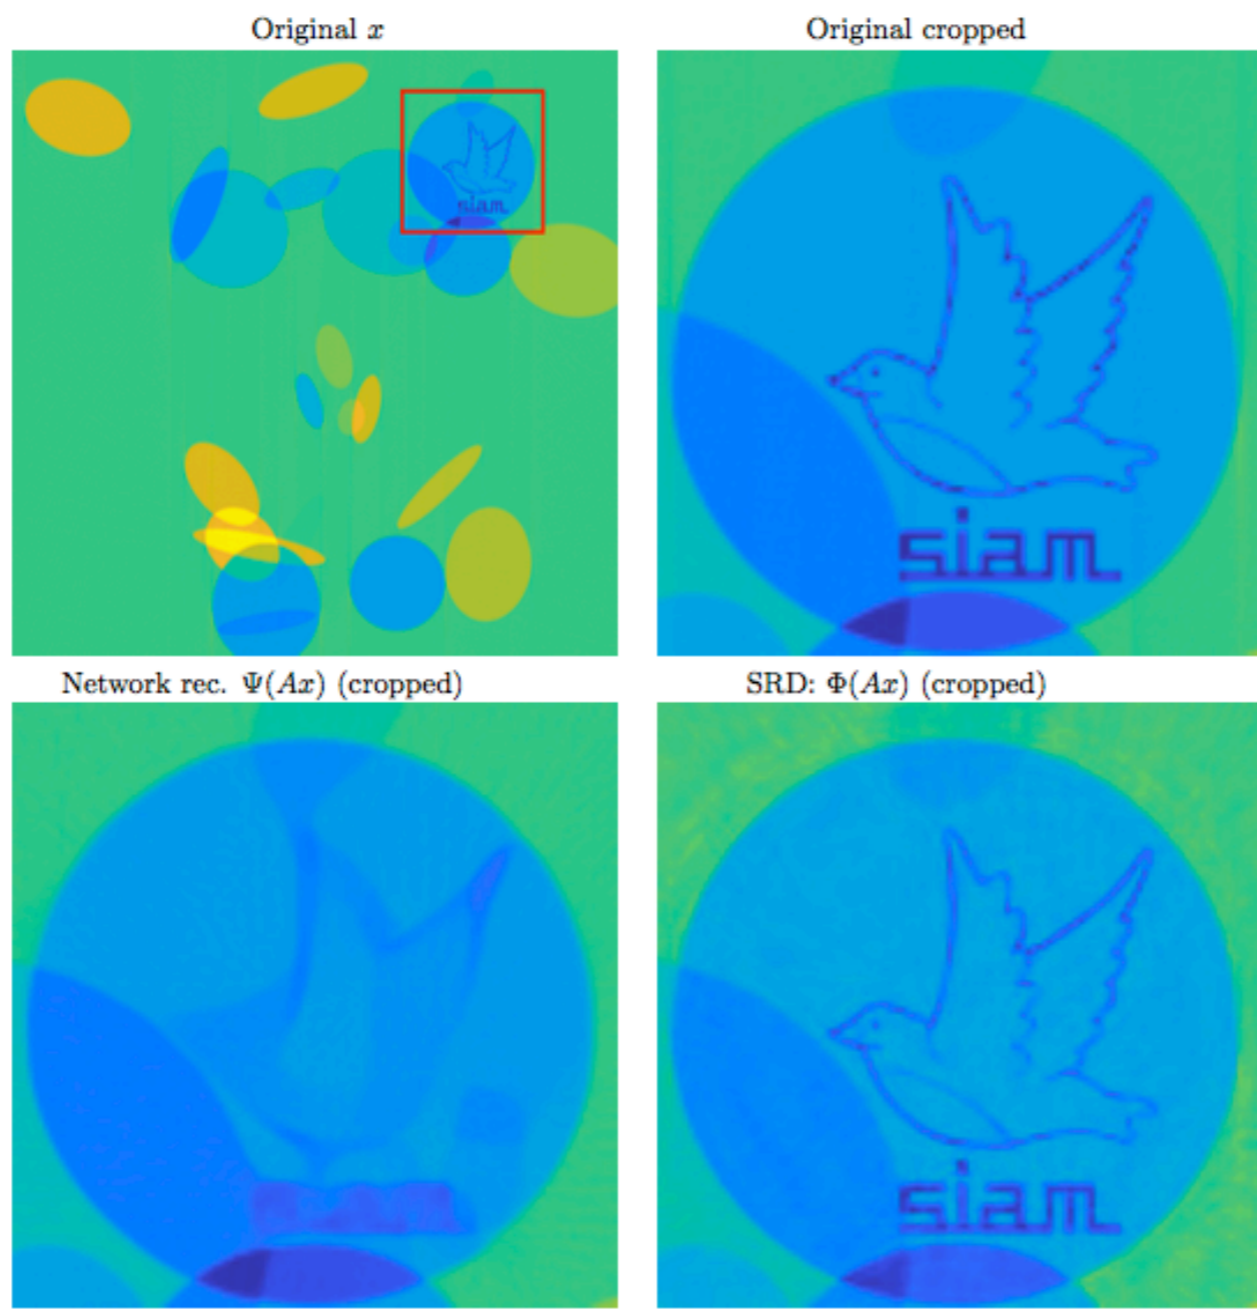 Original x
Original cropped
siam
siam
Network rec. Ψ(Ax) (cropped)
SRD: Φ(Ax) (cropped)
siam